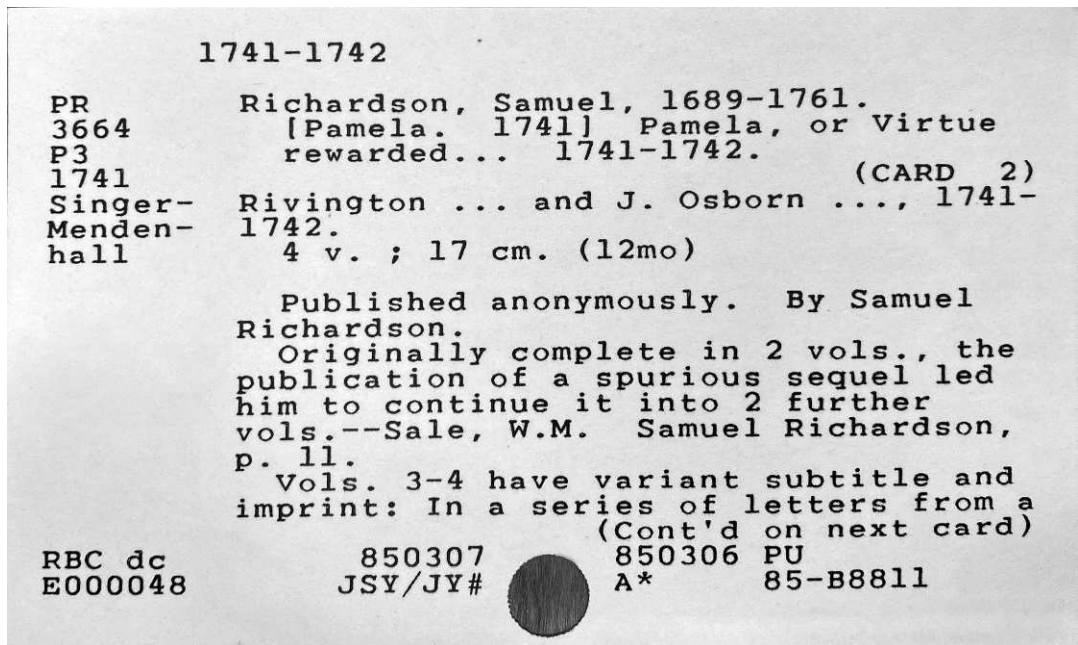 1741-1742
PR Richardson, Samuel, 1689-1761.
3664 [Pamela. 1741] Pamela, or Virtue
P3 rewarded... 1741-1742.
1741 (CARD 2)
Singer- Rivington ... and J. Osborn ..., 1741-
Menden- 1742.
hall 4 v. ; 17 cm. (12mo)
Published anonymously. By Samuel
Richardson.
Originally complete in 2 vols., the
publication of a spurious sequel led
him to continue it into 2 further
vols.--Sale, W.M. Samuel Richardson,
p. 11.
Vols. 3-4 have variant subtitle and
imprint: In a series of letters from a
(Cont'd on next card)
RBC dc 850307 850306 PU
E000048 JSY/JY# A* 85-B8811